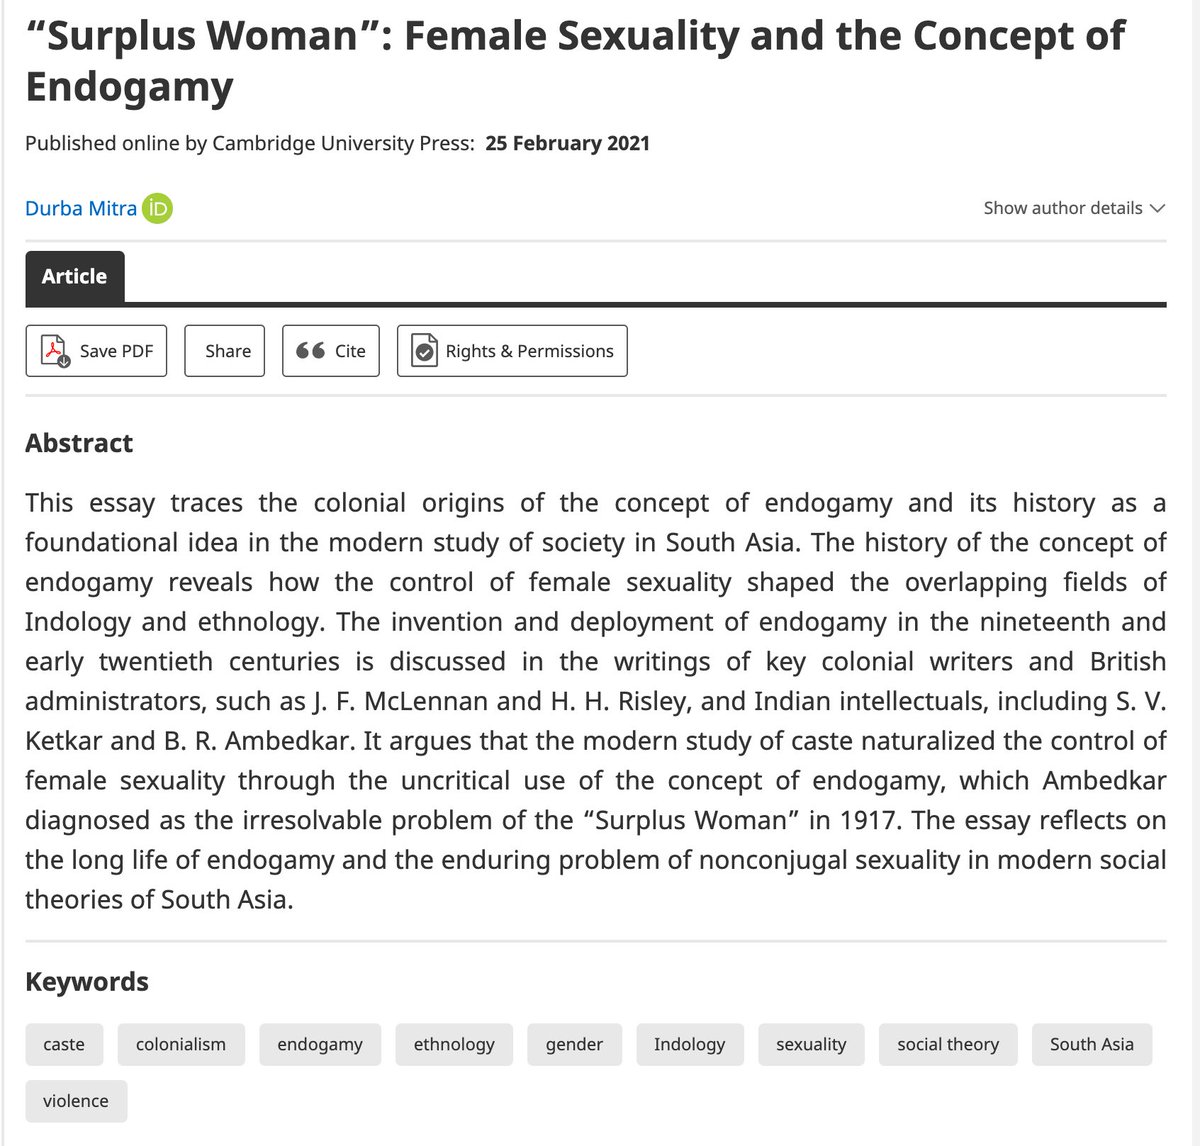 “Surplus Woman”: Female Sexuality and the Concept of
Endogamy
Published online by Cambridge University Press: 25 February 2021
Durba Mitra iD
Show author details
Article
Save PDF
Share
Cite
Rights & Permissions
Abstract
This essay traces the colonial origins of the concept of endogamy and its history as a
foundational idea in the modern study of society in South Asia. The history of the concept of
endogamy reveals how the control of female sexuality shaped the overlapping fields of
Indology and ethnology. The invention and deployment of endogamy in the nineteenth and
early twentieth centuries is discussed in the writings of key colonial writers and British
administrators, such as J. F. McLennan and H. H. Risley, and Indian intellectuals, including S. V.
Ketkar and B. R. Ambedkar. It argues that the modern study of caste naturalized the control of
female sexuality through the uncritical use of the concept of endogamy, which Ambedkar
diagnosed as the irresolvable problem of the “Surplus Woman” in 1917. The essay reflects on
the long life of endogamy and the enduring problem of nonconjugal sexuality in modern social
theories of South Asia.
Keywords
caste
colonialism
endogamy
ethnology
gender
Indology
sexuality
social theory
South Asia
violence